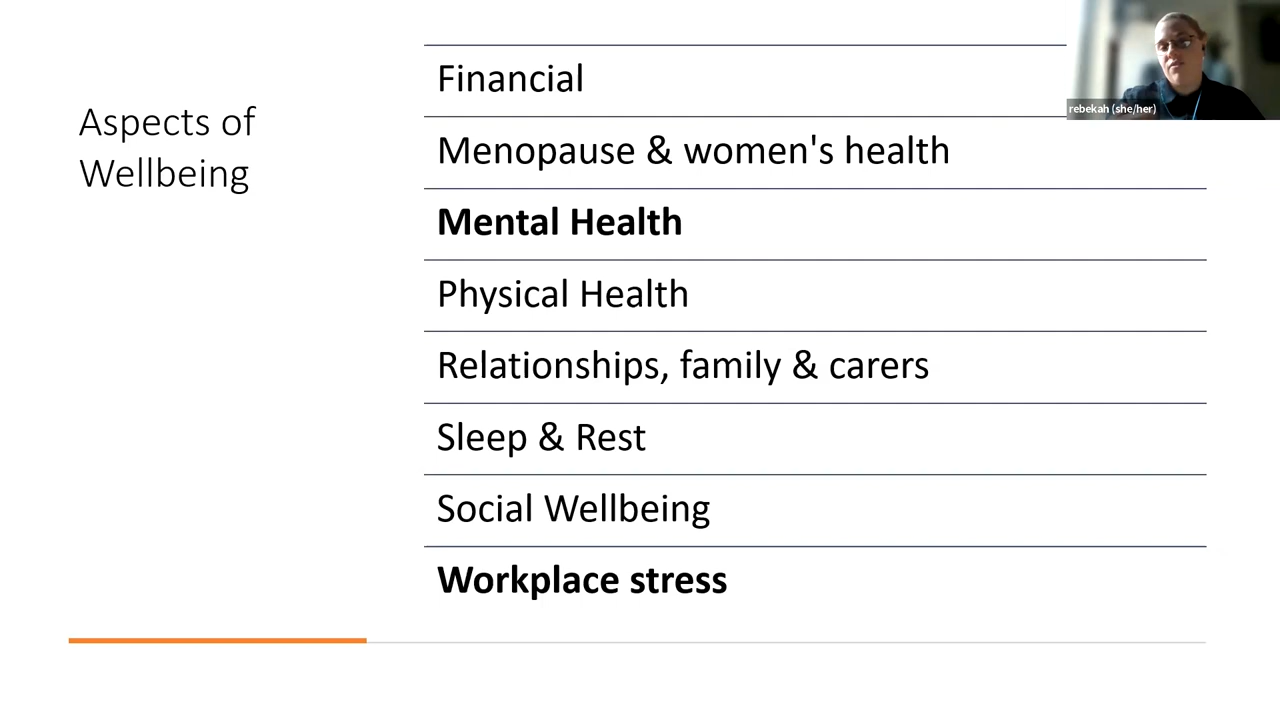 Aspects of
Wellbeing
Financial
Menopause & women's health
Mental Health
Physical Health
Relationships, family & carers
Sleep & Rest
Social Wellbeing
Workplace stress
rebekah (she/her)